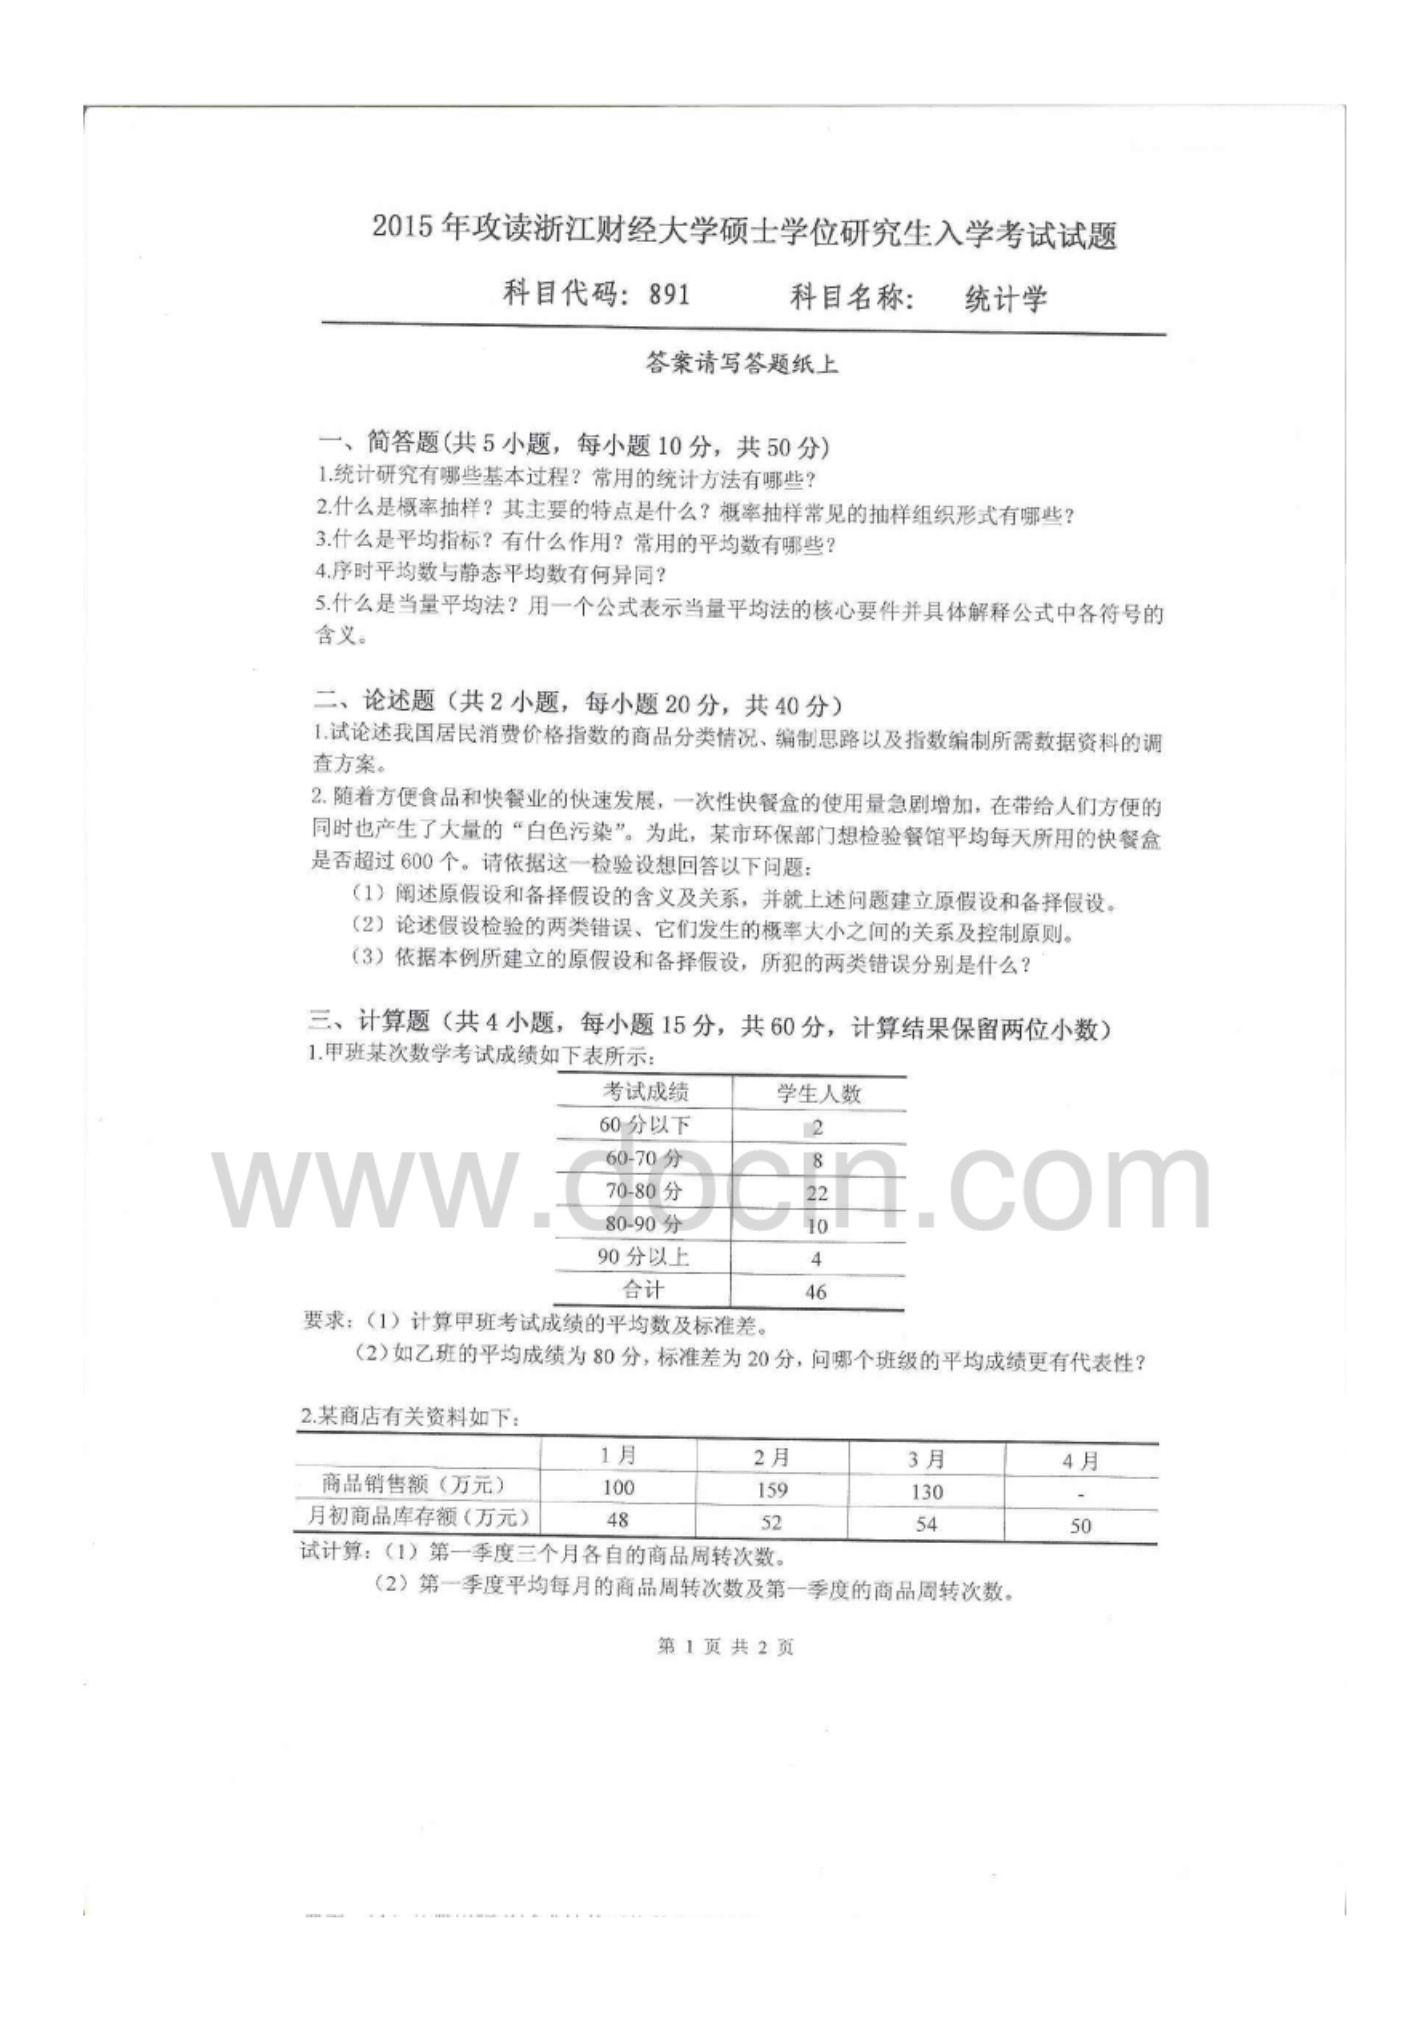 2015 年攻读浙江财经大学硕士学位研究生入学考试试题
科目代码: 891 科目名称: 统计学
答案请写答题纸上
一、简答题(共 5 小题，每小题 10 分，共 50 分)
1.统计研究有哪些基本过程？常用的统计方法有哪些？
2.什么是概率抽样？其主要的特点是什么？概率抽样常见的抽样组织形式有哪些？
3.什么是平均指标？有什么作用？常用的平均数有哪些？
4.序时平均数与静态平均数有何异同？
5.什么是当量平均法？用一个公式表示当量平均法的核心要件并具体解释公式中各符号的
含义。
二、论述题（共 2 小题，每小题 20 分，共 40 分）
1.试论述我国居民消费价格指数的商品分类情况、编制思路以及指数编制所需数据资料的调
查方案。
2. 随着方便食品和快餐业的快速发展，一次性快餐盒的使用量急剧增加，在带给人们方便的
同时也产生了大量的“白色污染”。为此，某市环保部门想检验餐馆平均每天所用的快餐盒
是否超过 600 个。请依据这一检验设想回答以下问题：
（1）阐述原假设和备择假设的含义及关系，并就上述问题建立原假设和备择假设。
（2）论述假设检验的两类错误、它们发生的概率大小之间的关系及控制原则。
（3）依据本例所建立的原假设和备择假设，所犯的两类错误分别是什么？
三、计算题（共 4 小题，每小题 15 分，共 60 分，计算结果保留两位小数）
1.甲班某次数学考试成绩如下表所示：
考试成绩 学生人数
60 分以下 2
60-70 分 8
70-80 分 22
80-90 分 10
90 分以上 4
合计 46
www.docin.com
要求：（1）计算甲班考试成绩的平均数及标准差。
（2）如乙班的平均成绩为 80 分，标准差为 20 分，问哪个班级的平均成绩更有代表性？
2.某商店有关资料如下：
1 月 2 月 3 月 4 月
商品销售额（万元） 100 159 130 -
月初商品库存额（万元） 48 52 54 50
试计算：（1）第一季度三个月各自的商品周转次数。
（2）第一季度平均每月的商品周转次数及第一季度的商品周转次数。
第 1 页 共 2 页